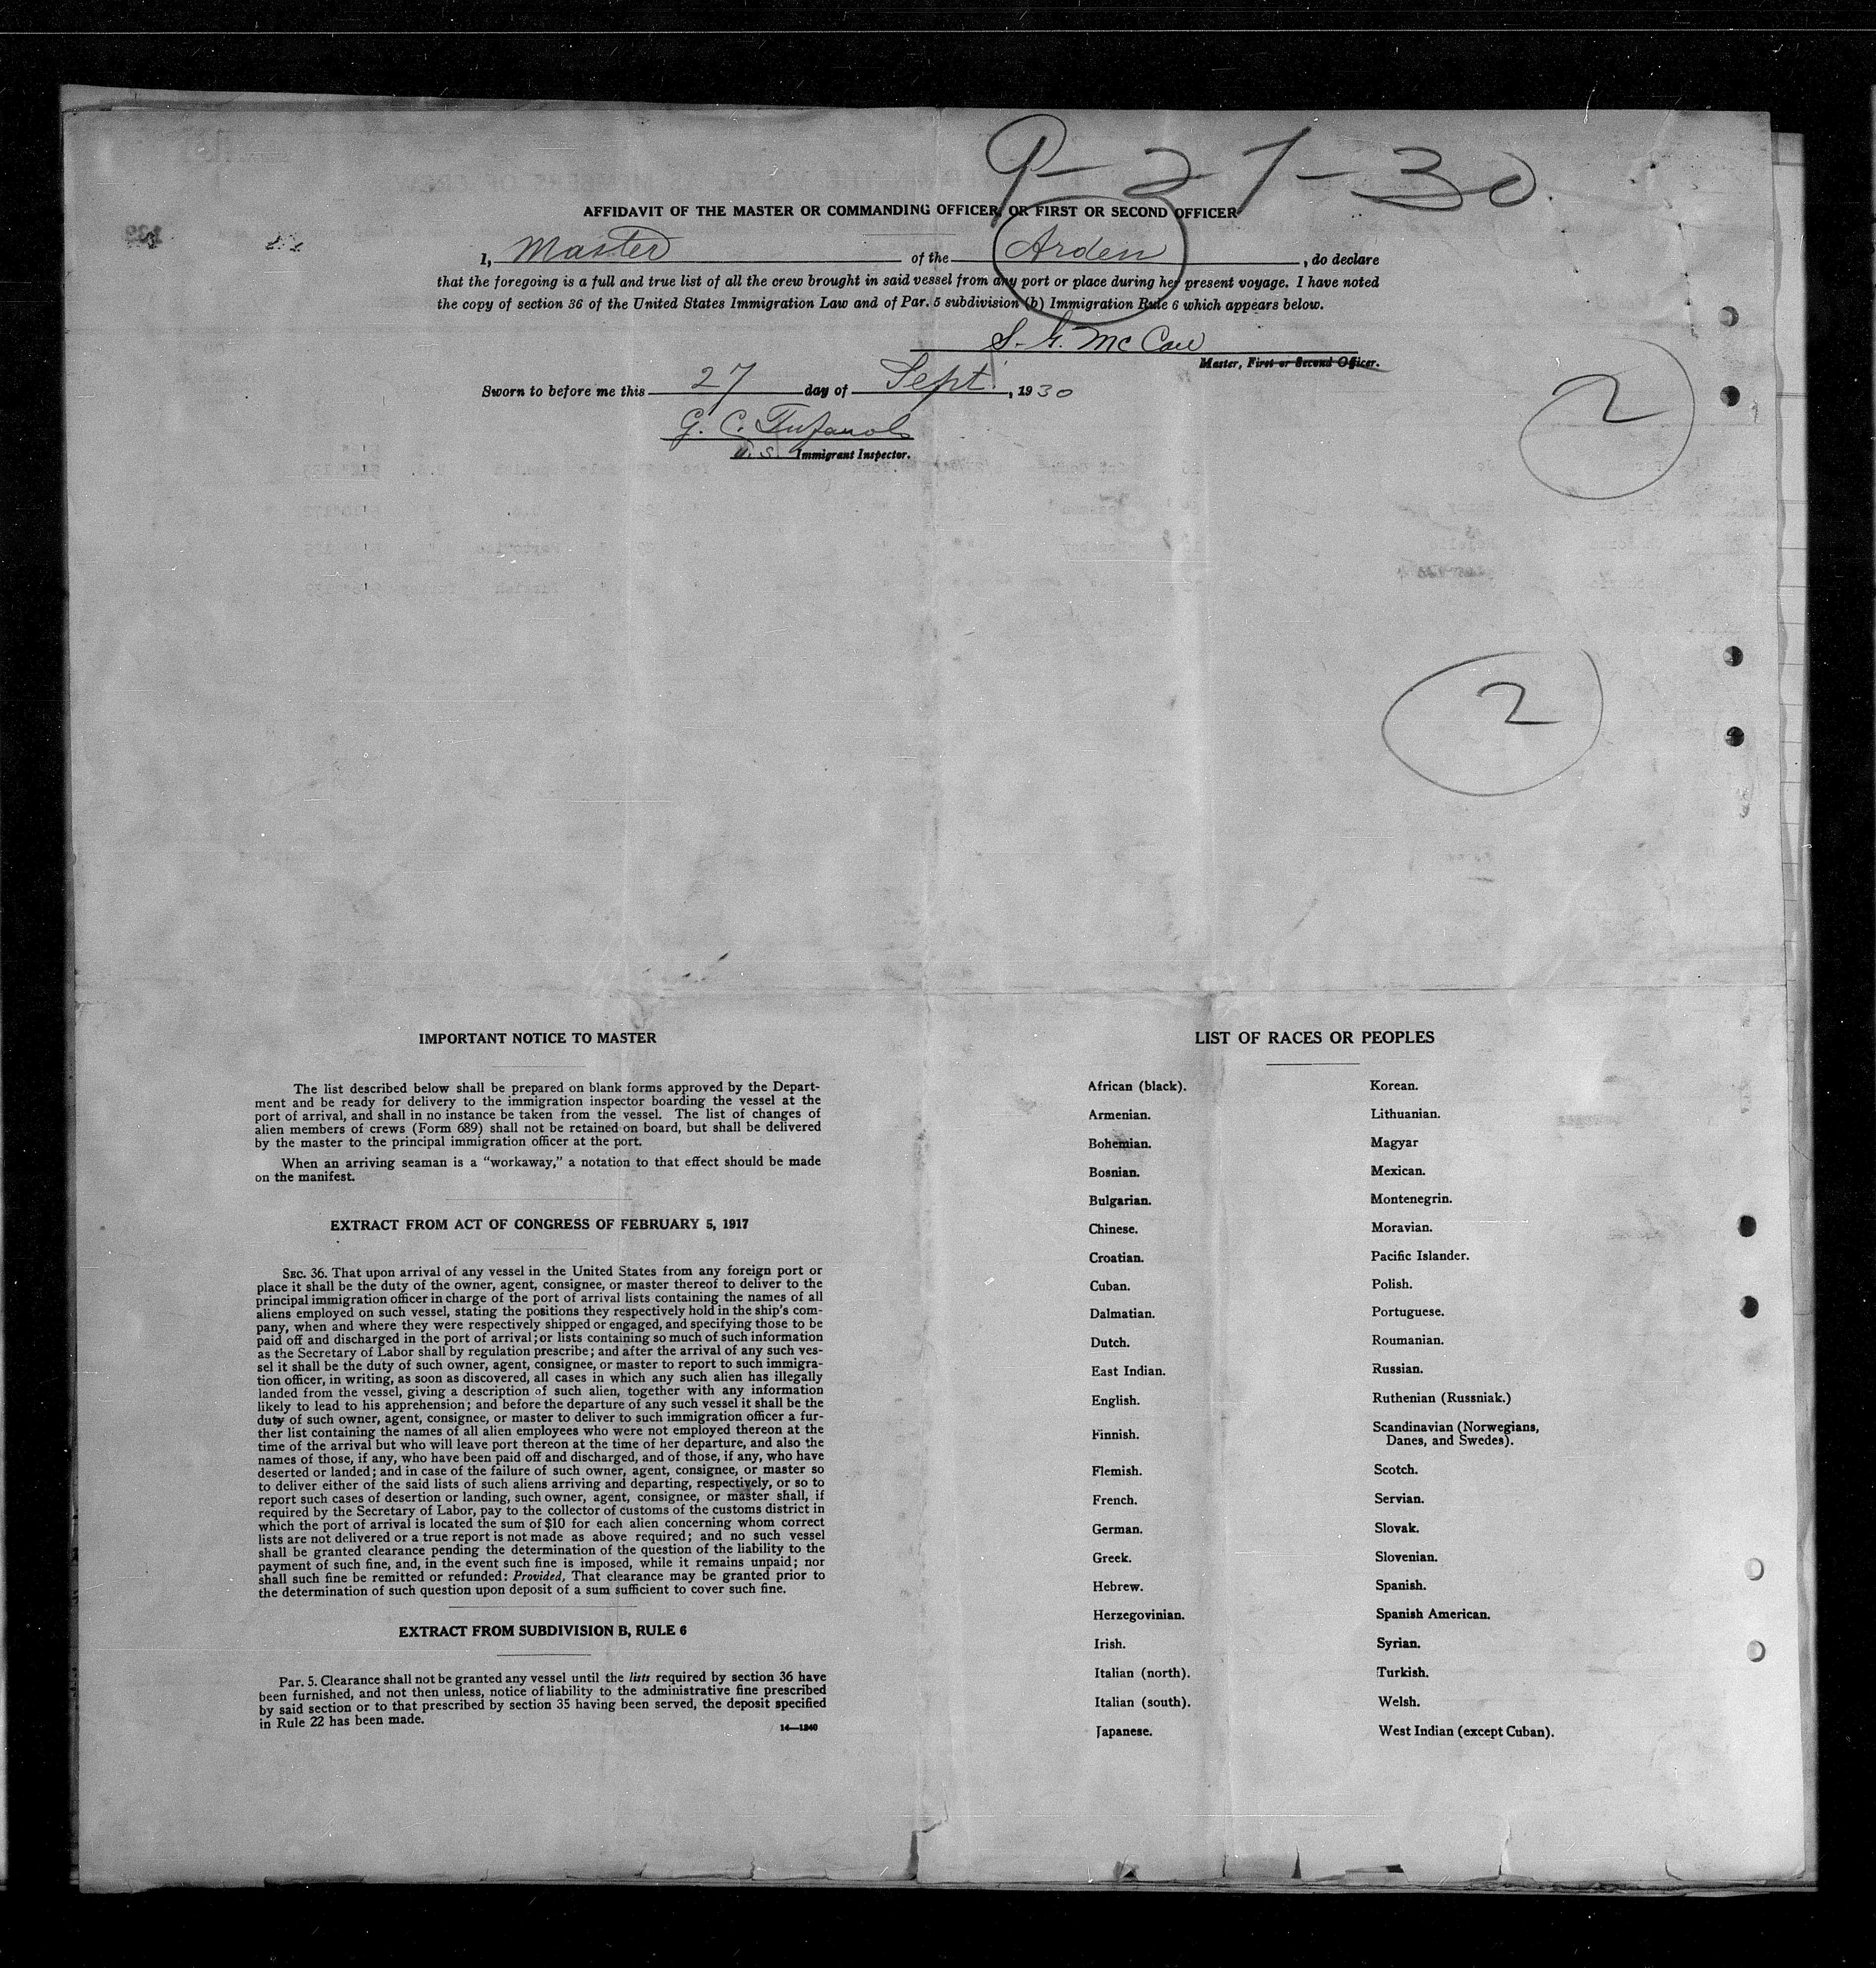 9-27-30.
AFFIDAVIT OF THE MASTER OR COMMANDING OFFICER, OR FIRST OR SECOND OFFICER
I, Master of the Arden, do declare
that the foregoing is a full and true list of all the crew brought in said vessel from any port or place during her present voyage. I have noted
the copy of section 36 of the United States Immigration Law and of Par. 5 subdivision (b) Immigration Rule 6 which appears below.
S. G. McCaw
Master, First or Second Officer.
Sworn to before me this 27 day of Sept., 1930
G. C.
U. S. Immigrant Inspector.
2
2
IMPORTANT NOTICE TO MASTER
The list described below shall be prepared on blank forms approved by the Depart-
ment and be ready for delivery to the immigration inspector boarding the vessel at the
port of arrival, and shall in no instance be taken from the vessel. The list of changes of
alien members of crews (Form 689) shall not be retained on board, but shall be delivered
by the master to the principal immigration officer at the port.
When an arriving seaman is a “workaway,” a notation to that effect should be made
on the manifest.
EXTRACT FROM ACT OF CONGRESS OF FEBRUARY 5, 1917
SEC. 36. That upon arrival of any vessel in the United States from any foreign port or
place it shall be the duty of the owner, agent, consignee, or master thereof to deliver to the
principal immigration officer in charge of the port of arrival lists containing the names of all
aliens employed on such vessel, stating the positions they respectively hold in the ship's com-
pany, when and where they were respectively shipped or engaged, and specifying those to be
paid off and discharged in the port of arrival; or lists containing so much of such information
as the Secretary of Labor shall by regulation prescribe; and after the arrival of any such ves-
sel it shall be the duty of such owner, agent, consignee, or master to report to such immigra-
tion officer, in writing, as soon as discovered, all cases in which any such alien has illegally
landed from the vessel, giving a description of such alien, together with any information
likely to lead to his apprehension; and before the departure of any such vessel it shall be the
duty of such owner, agent, consignee, or master to deliver to such immigration officer a fur-
ther list containing the names of all alien employees who were not employed thereon at the
time of the arrival but who will leave port thereon at the time of her departure, and also the
names of those, if any, who have been paid off and discharged, and of those, if any, who have
deserted or landed; and in case of the failure of such owner, agent, consignee, or master so
to deliver either of the said lists of such aliens arriving and departing, respectively, or so to
report such cases of desertion or landing, such owner, agent, consignee, or master shall, if
required by the Secretary of Labor, pay to the collector of customs of the customs district in
which the port of arrival is located the sum of $10 for each alien concerning whom correct
lists are not delivered or a true report is not made as above required; and no such vessel
shall be granted clearance pending the determination of the question of the liability to the
payment of such fine, and, in the event such fine is imposed, while it remains unpaid; nor
shall such fine be remitted or refunded: Provided, That clearance may be granted prior to
the determination of such question upon deposit of a sum sufficient to cover such fine.
EXTRACT FROM SUBDIVISION B, RULE 6
Par. 5. Clearance shall not be granted any vessel until the lists required by section 36 have
been furnished, and not then unless, notice of liability to the administrative fine prescribed
by said section or to that prescribed by section 35 having been served, the deposit specified
in Rule 22 has been made.
14—1240
LIST OF RACES OR PEOPLES
African (black).
Armenian.
Bohemian.
Bosnian.
Bulgarian.
Chinese.
Croatian.
Cuban.
Dalmatian.
Dutch.
East Indian.
English.
Finnish.
Flemish.
French.
German.
Greek.
Hebrew.
Herzegovinian.
Irish.
Italian (north).
Italian (south).
Japanese.
Korean.
Lithuanian.
Magyar
Mexican.
Montenegrin.
Moravian.
Pacific Islander.
Polish.
Portuguese.
Roumanian.
Russian.
Ruthenian (Russniak.)
Scandinavian (Norwegians,
Danes, and Swedes).
Scotch.
Servian.
Slovak.
Slovenian.
Spanish.
Spanish American.
Syrian.
Turkish.
Welsh.
West Indian (except Cuban).